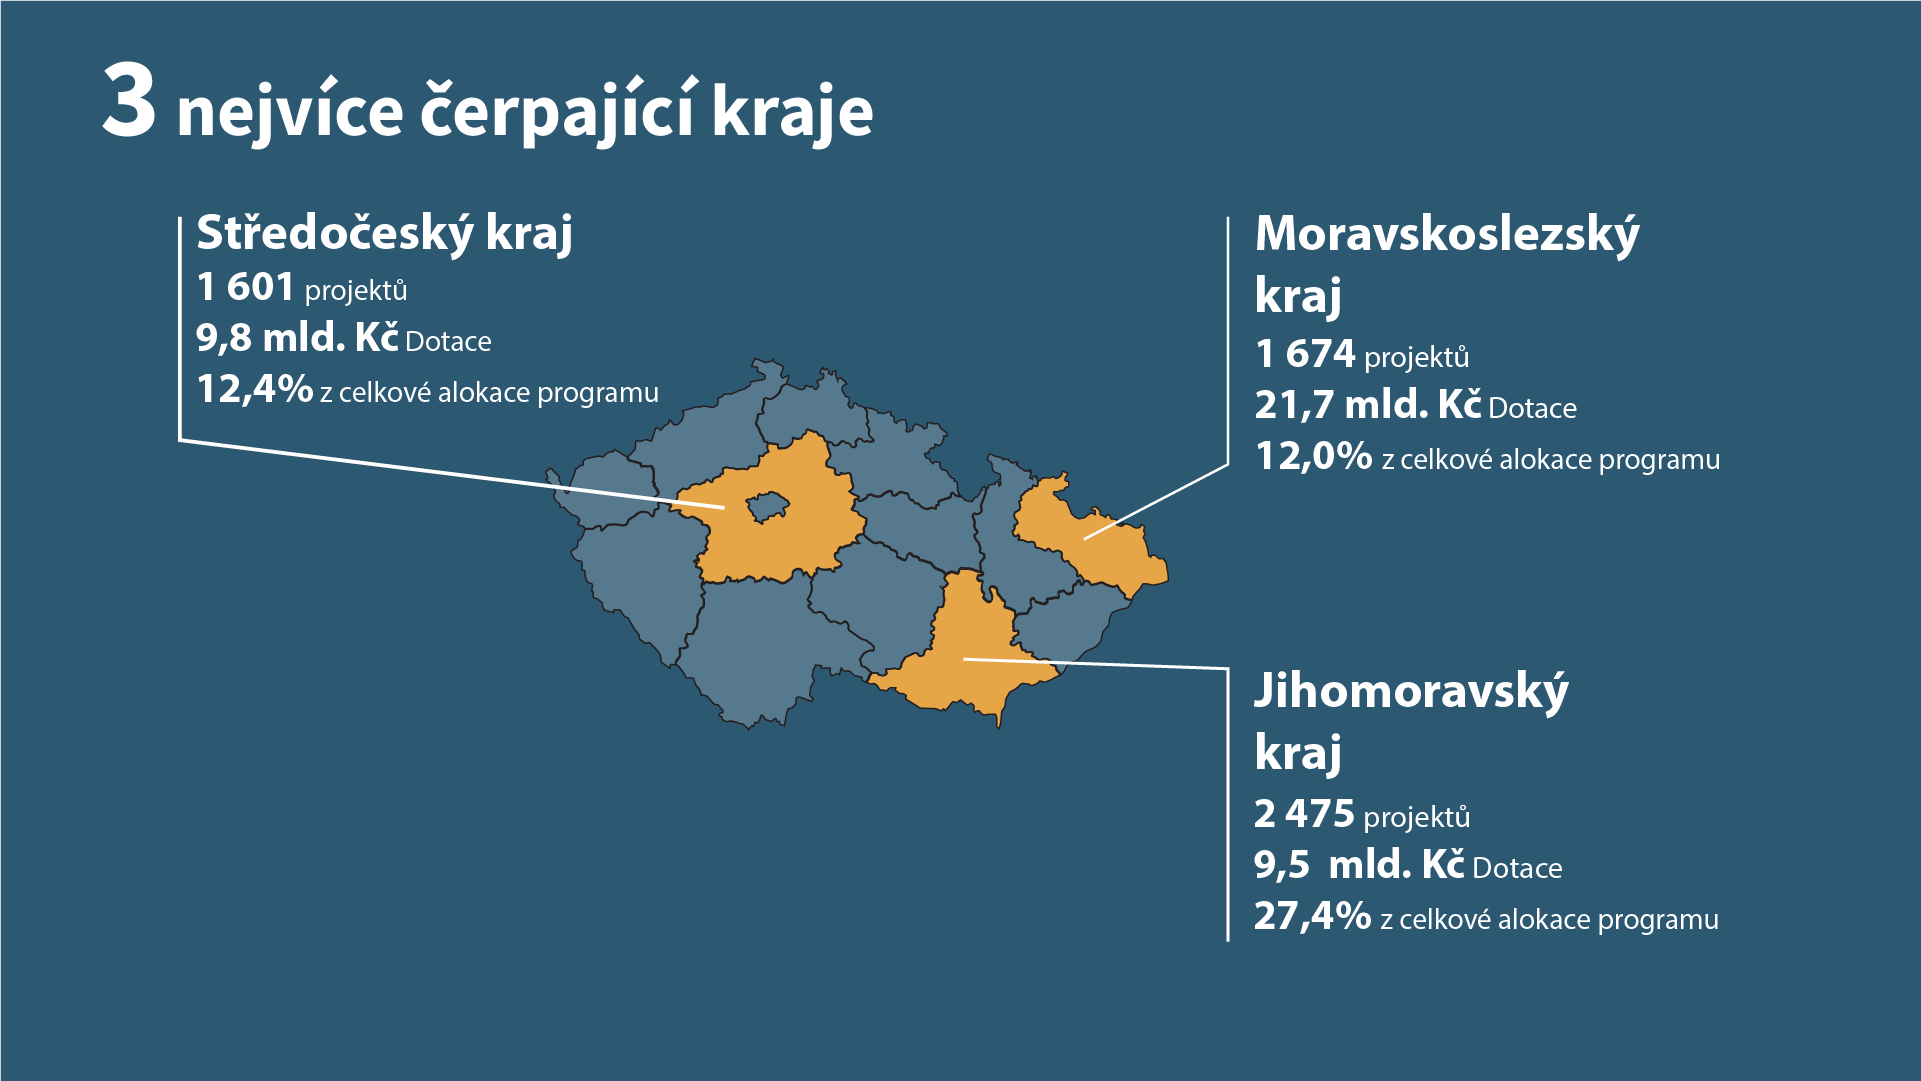 3 nejvíce čerpající kraje
Středočeský kraj
1 601 projektů
9,8 mld. Kč Dotace
12,4% z celkové alokace programu
Moravskoslezský
kraj
1 674 projektů
21,7 mld. Kč Dotace
12,0% z celkové alokace programu
Jihomoravský
kraj
2 475 projektů
9,5 mld. Kč Dotace
27,4% z celkové alokace programu